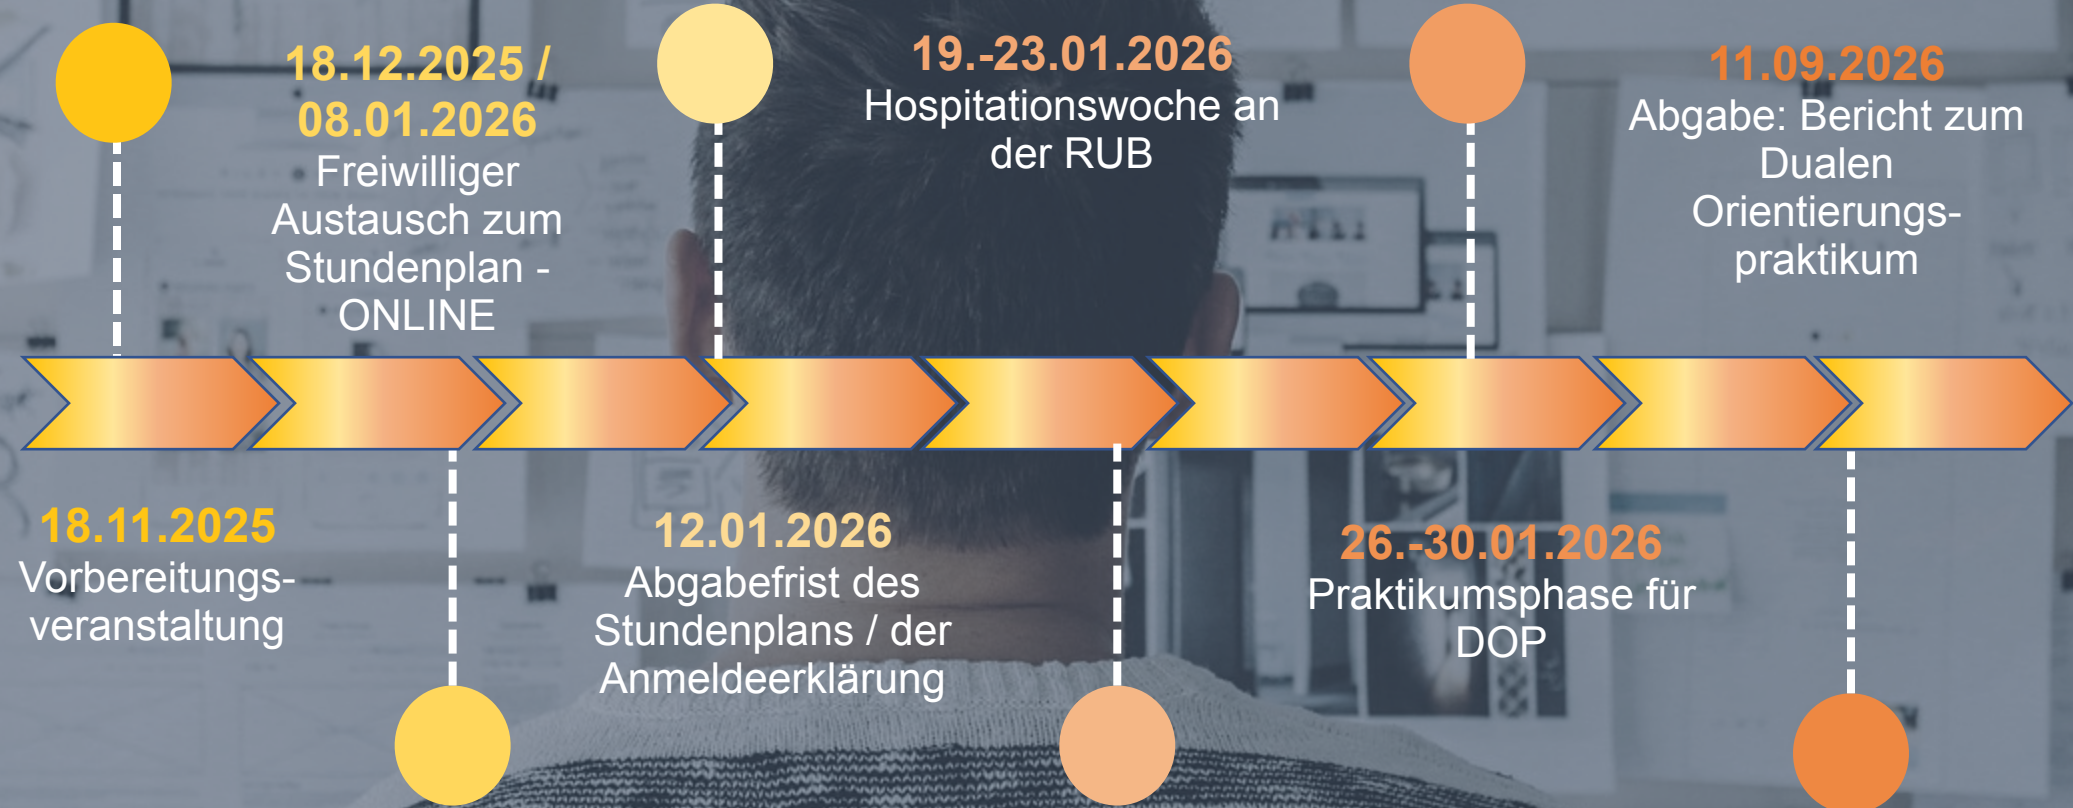 18.11.2025
Vorbereitungs-
veranstaltung
18.12.2025 /
08.01.2026
Freiwilliger
Austausch zum
Stundenplan -
ONLINE
12.01.2026
Abgabefrist des
Stundenplans / der
Anmeldeerklärung
19.-23.01.2026
Hospitationswoche an
der RUB
26.-30.01.2026
Praktikumsphase für
DOP
11.09.2026
Abgabe: Bericht zum
Dualen
Orientierungs-
praktikum